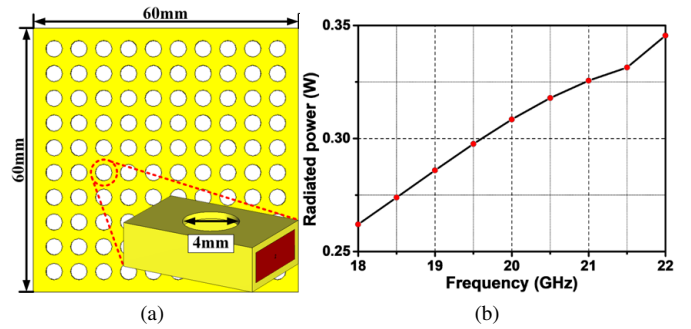 60mm
60mm
4mm
(a)
Radiated power (W)
0.35
0.30
0.25
18 19 20 21 22
Frequency (GHz)
(b)